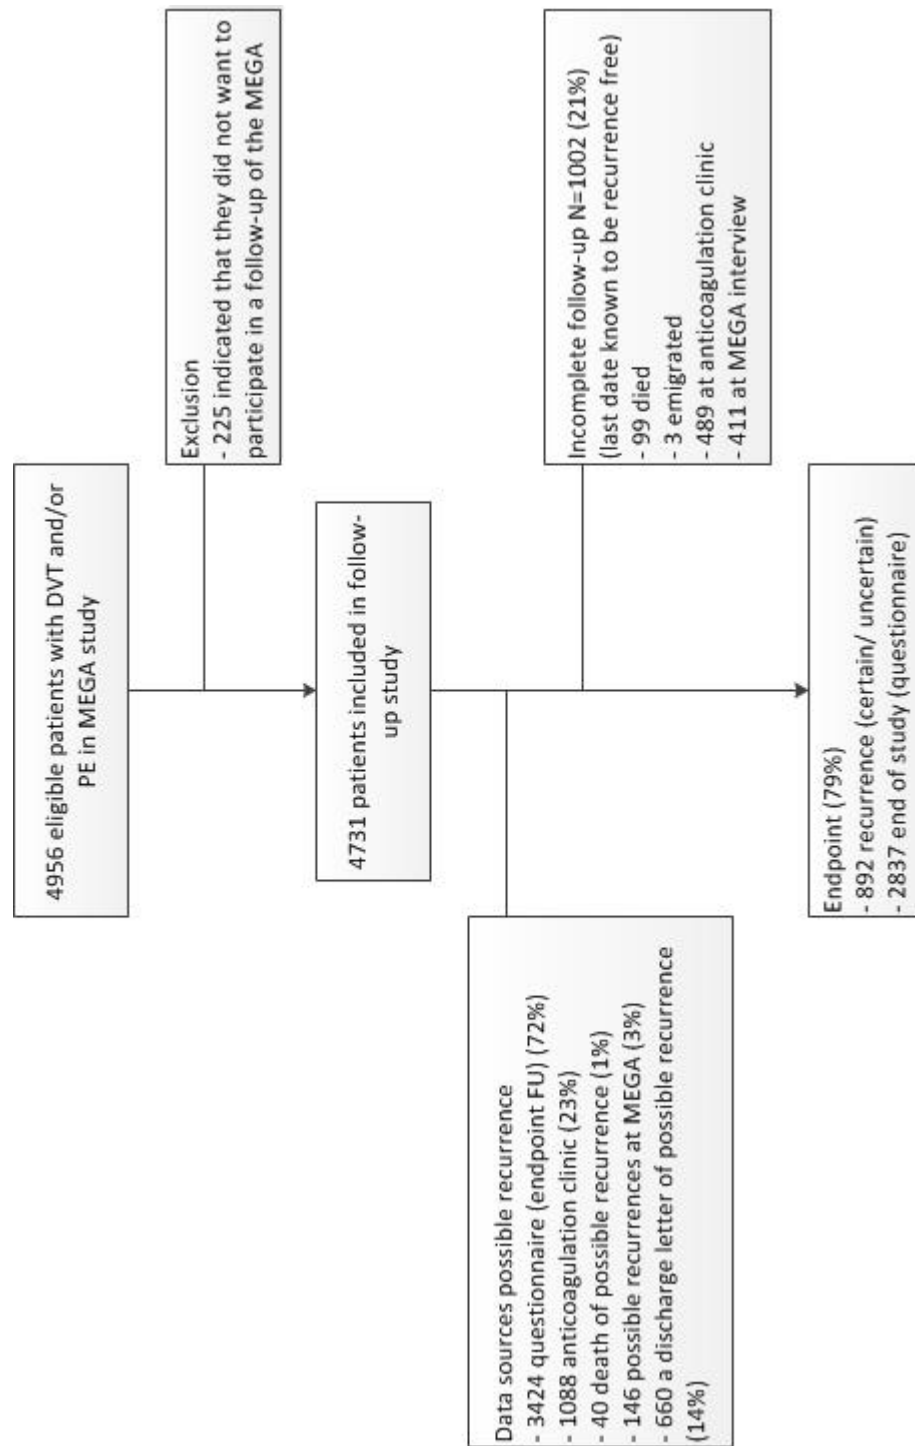 4956 eligible patients with DVT and/or
PE in MEGA study
Exclusion
- 225 indicated that they did not want to
participate in a follow-up of the MEGA
4731 patients included in follow-
up study
Data sources possible recurrence
- 3424 questionnaire (endpoint FU) (72%)
- 1088 anticoagulation clinic (23%)
- 40 death of possible recurrence (1%)
- 146 possible recurrences at MEGA (3%)
- 660 a discharge letter of possible recurrence
(14%)
Incomplete follow-up N=1002 (21%)
(last date known to be recurrence free)
- 99 died
- 3 emigrated
- 489 at anticoagulation clinic
- 411 at MEGA interview
Endpoint (79%)
- 892 recurrence (certain/ uncertain)
- 2837 end of study (questionnaire)